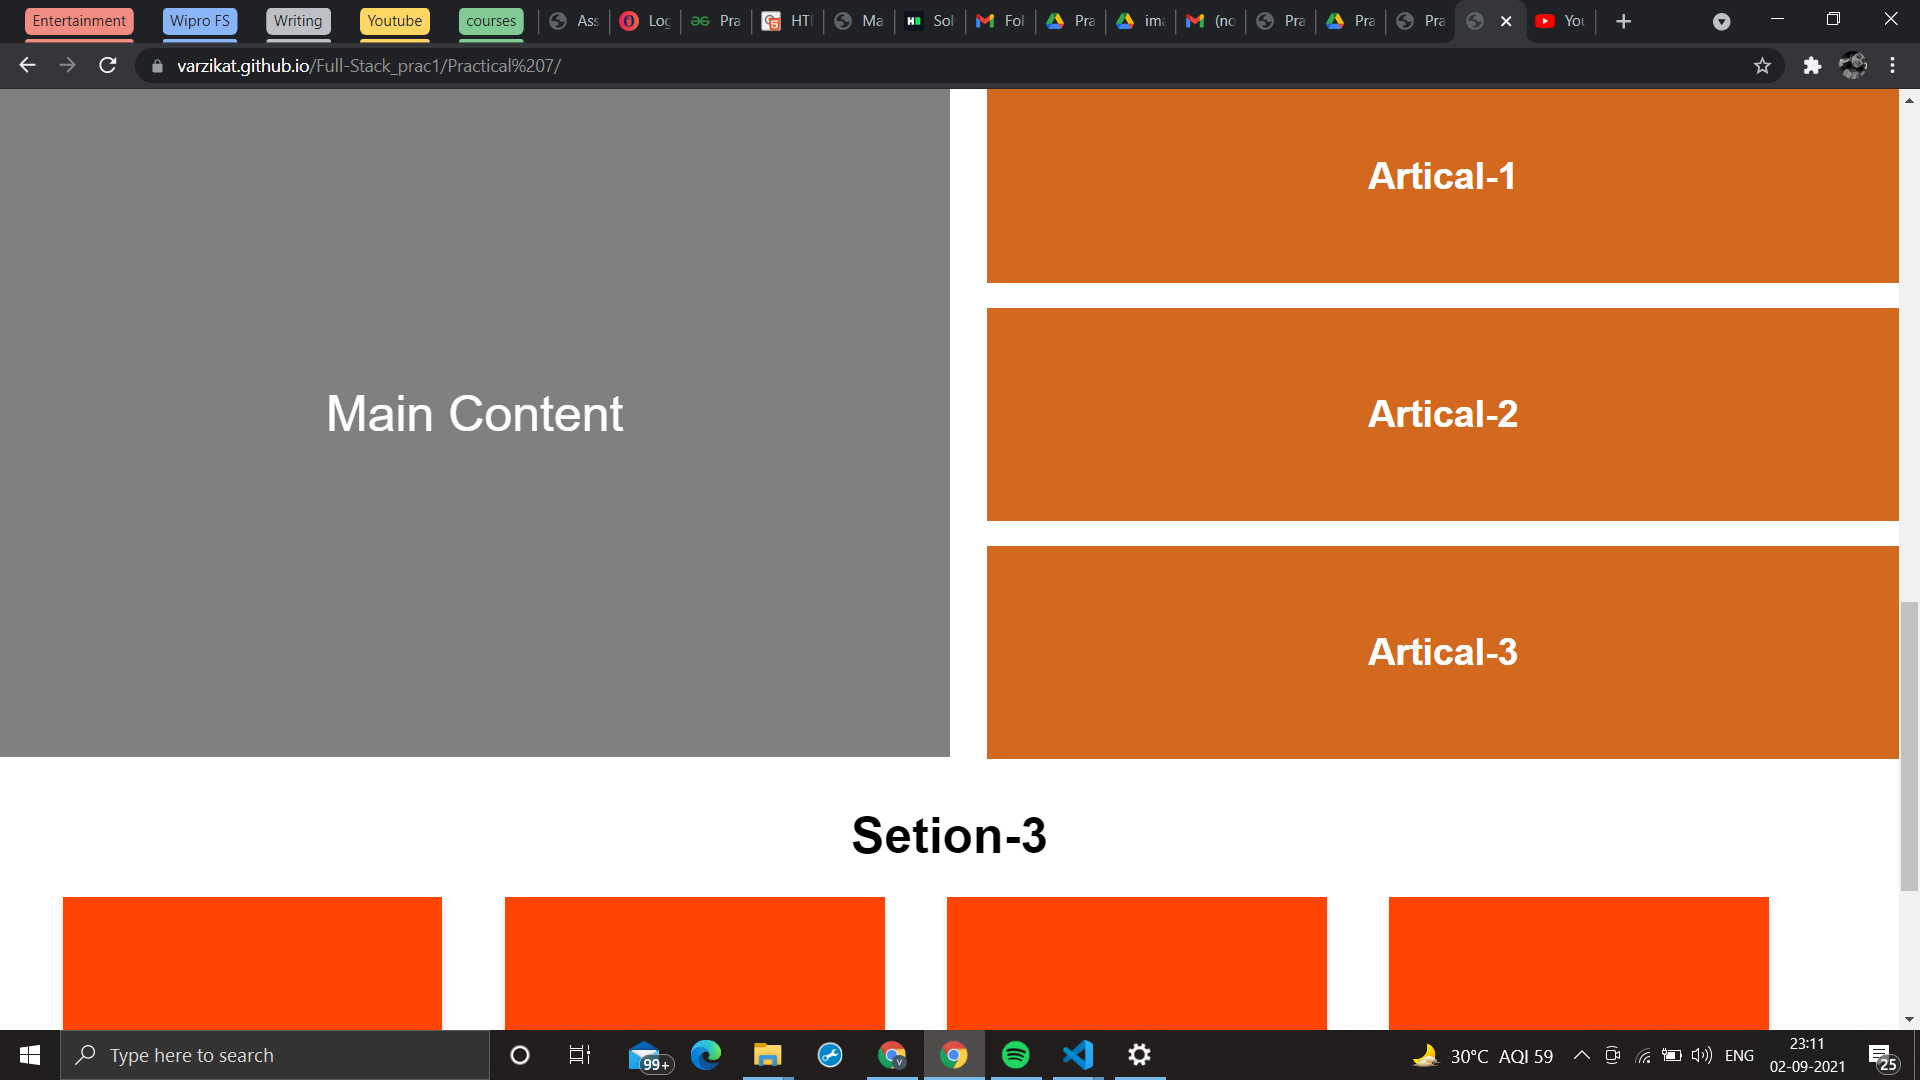 Entertainment Wipro FS Writing Youtube courses Ass Log Pra HTI Ma Sol Fol Pra ima (no Pra Pra Pra You
varzikat.github.io/Full-Stack_prac1/Practical%207/
Main Content
Artical-1
Artical-2
Artical-3
Setion-3
Type here to search
99+
30°C AQI 59
ENG
23:11
02-09-2021
25